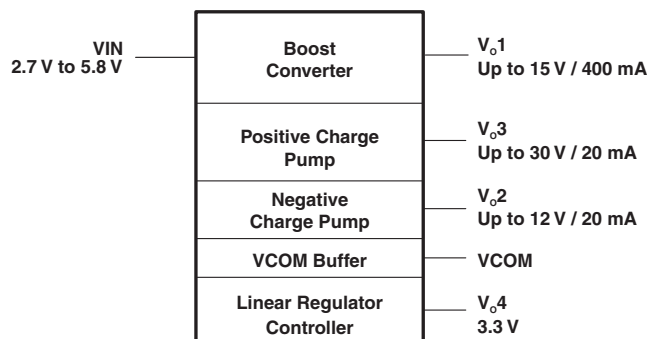 VIN
2.7 V to 5.8 V
Boost
Converter
Vo1
Up to 15 V / 400 mA
Positive Charge
Pump
Vo3
Up to 30 V / 20 mA
Negative
Charge Pump
Vo2
Up to 12 V / 20 mA
VCOM Buffer
VCOM
Linear Regulator
Controller
Vo4
3.3 V